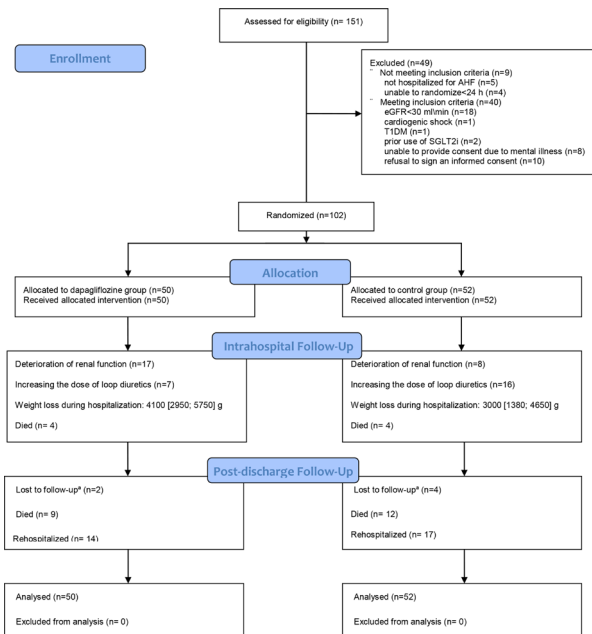 Assessed for eligibility (n= 151)
Enrollment
Excluded (n=49)
¨ Not meeting inclusion criteria (n=9)
not hospitalized for AHF (n=5)
unable to randomize<24 h (n=4)
¨ Meeting inclusion criteria (n=40)
eGFR<30 ml\min (n=18)
cardiogenic shock (n=1)
T1DM (n=1)
prior use of SGLT2i (n=2)
unable to provide consent due to mental illness (n=8)
refusal to sign an informed consent (n=10)
Randomized (n=102)
Allocation
Allocated to dapagliflozine group (n=50)
Received allocated intervention (n=50)
Allocated to control group (n=52)
Received allocated intervention (n=52)
Intrahospital Follow-Up
Deterioration of renal function (n=17)
Increasing the dose of loop diuretics (n=7)
Weight loss during hospitalization: 4100 [2950; 5750] g
Died (n= 4)
Deterioration of renal function (n=8)
Increasing the dose of loop diuretics (n=16)
Weight loss during hospitalization: 3000 [1380; 4650] g
Died (n= 4)
Post-discharge Follow-Up
Lost to follow-upª (n=2)
Died (n= 9)
Rehospitalized (n= 14)
Lost to follow-upª (n=4)
Died (n= 12)
Rehospitalized (n= 17)
Analysed (n=50)
Excluded from analysis (n= 0)
Analysed (n=52)
Excluded from analysis (n= 0)